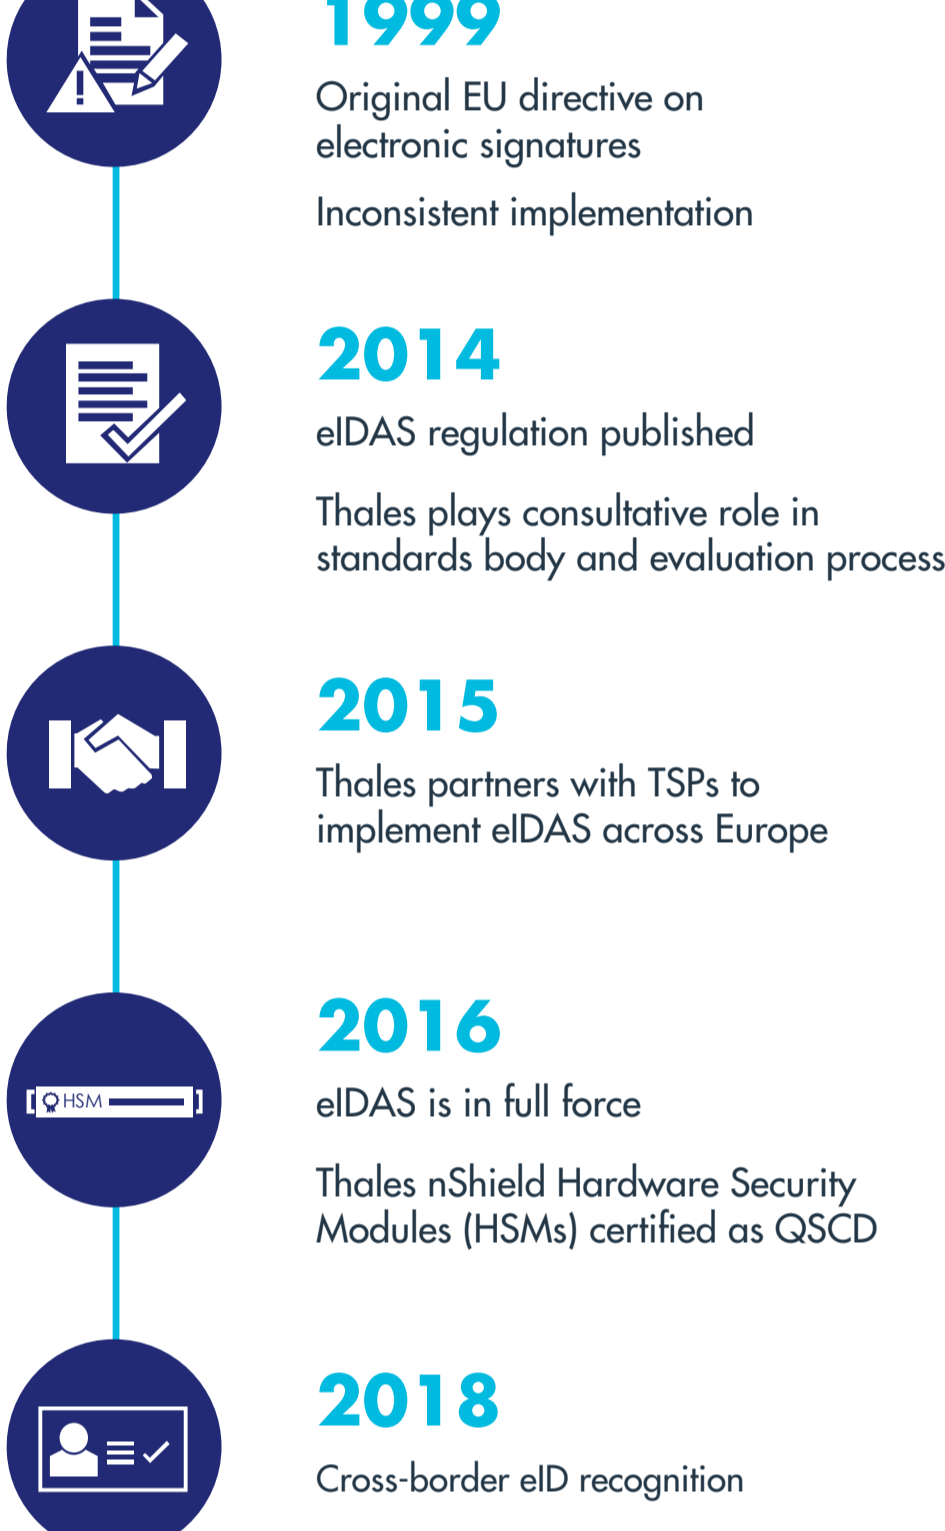 1999
Original EU directive on
electronic signatures
Inconsistent implementation
2014
eIDAS regulation published
Thales plays consultative role in
standards body and evaluation process
2015
Thales partners with TSPs to
implement eIDAS across Europe
2016
HSM
eIDAS is in full force
Thales nShield Hardware Security
Modules (HSMs) certified as QSCD
2018
Cross-border eID recognition